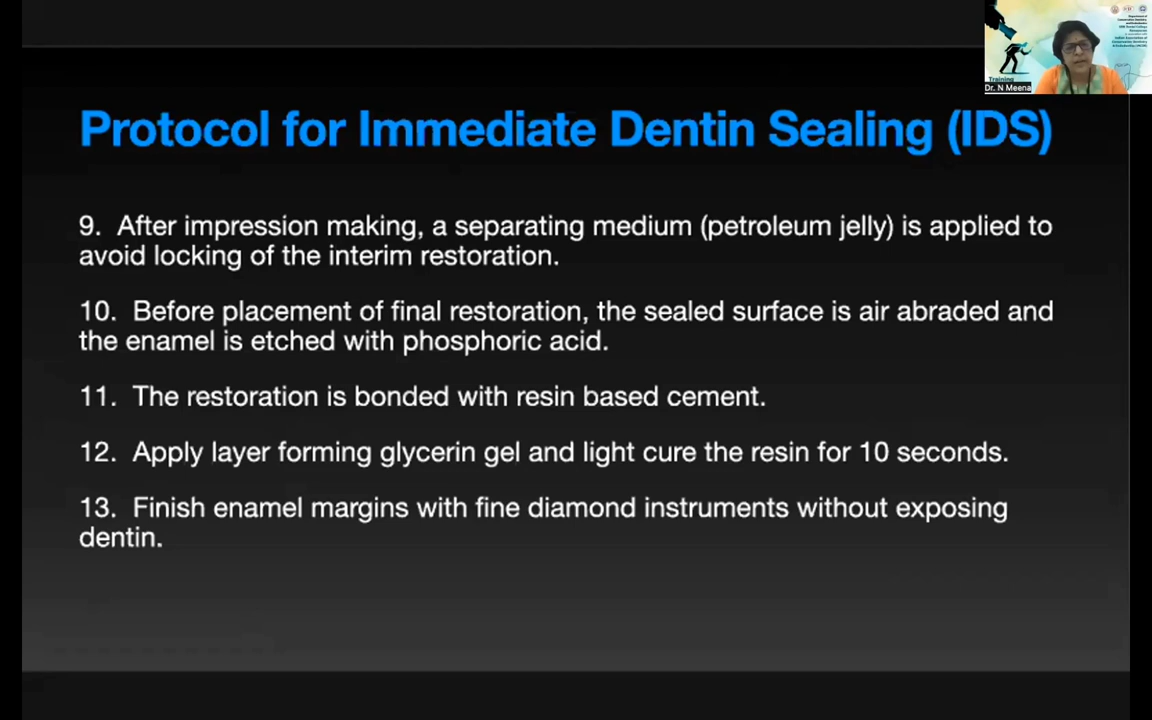 Protocol for Immediate Dentin Sealing (IDS)
9. After impression making, a separating medium (petroleum jelly) is applied to
avoid locking of the interim restoration.
10. Before placement of final restoration, the sealed surface is air abraded and
the enamel is etched with phosphoric acid.
11. The restoration is bonded with resin based cement.
12. Apply layer forming glycerin gel and light cure the resin for 10 seconds.
13. Finish enamel margins with fine diamond instruments without exposing
dentin.
Training
Dr. N Meena